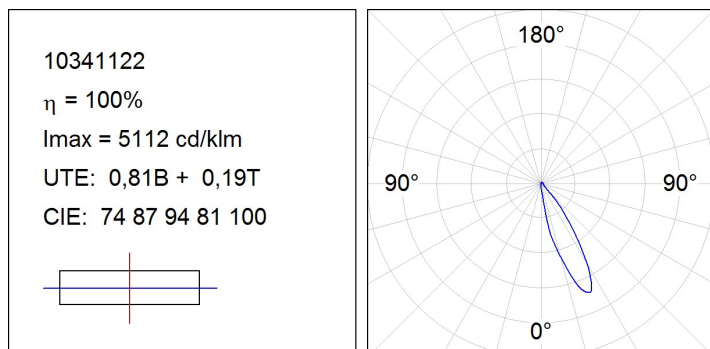 10341122
η = 100%
Imax = 5112 cd/klm
UTE:  0,81B +  0,19T
CIE:  74 87 94 81 100
180°
90°
90°
0°